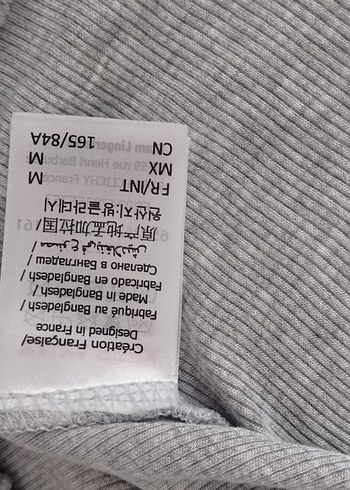 Création Française/
Designed in France
Fabriqué au Bangladesh /
Made in Bangladesh/
Fabricado en Bangladesh /
Сделано в Бангладеш /
مصنوع في بنغلاديش /
原产地孟加拉国/
원산지:방글라데시
FR/INT M
MX M
CN 165/84A